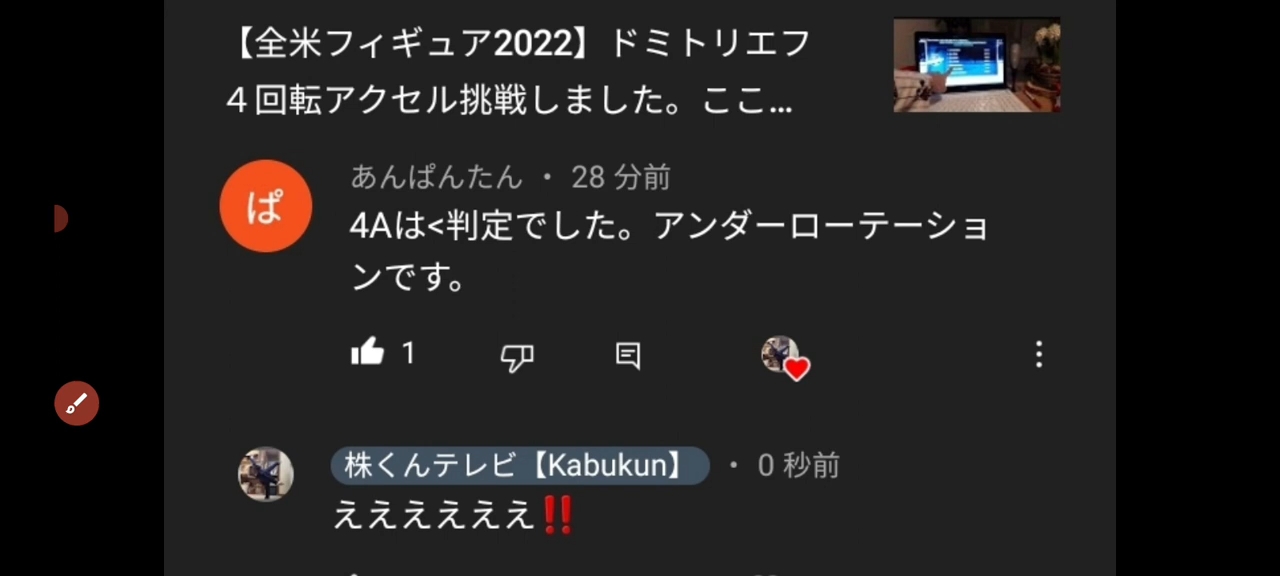 【全米フィギュア2022】ドミトリエフ
４回転アクセル挑戦しました。ここ…
ぱ
あんぱんたん ・ 28 分前
4Aは<判定でした。アンダーローテーショ
ンです。
1
株くんテレビ【Kabukun】 ・ 0 秒前
ええええええ‼️